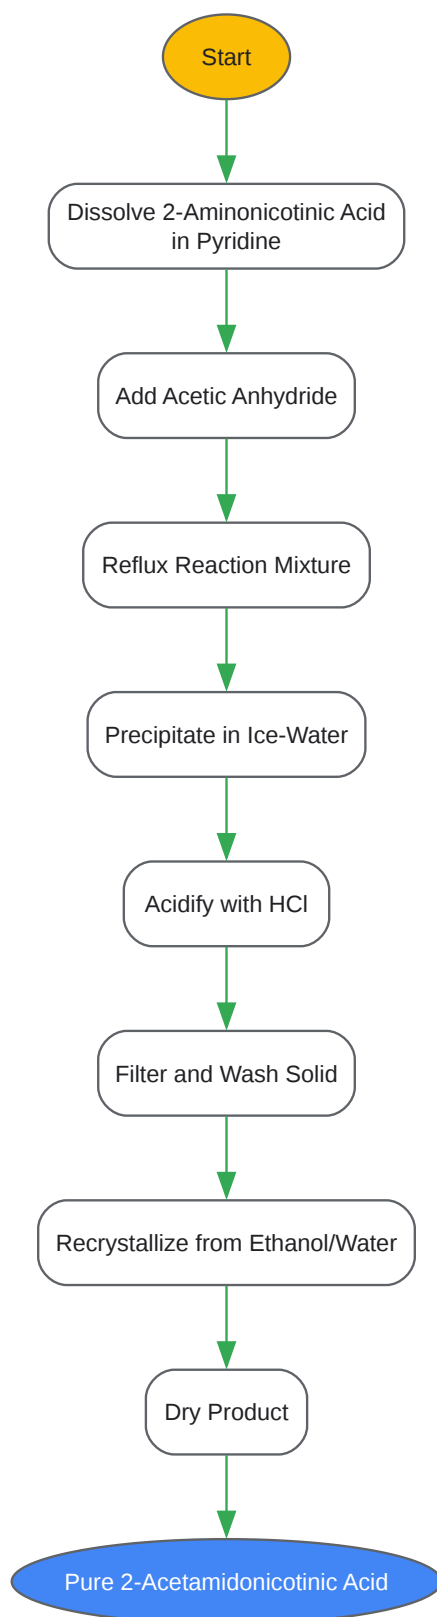 Start
Dissolve 2-Aminonicotinic Acid
in Pyridine
Add Acetic Anhydride
Reflux Reaction Mixture
Precipitate in Ice-Water
Acidify with HCl
Filter and Wash Solid
Recrystallize from Ethanol/Water
Dry Product
Pure 2-Acetamidonicotinic Acid